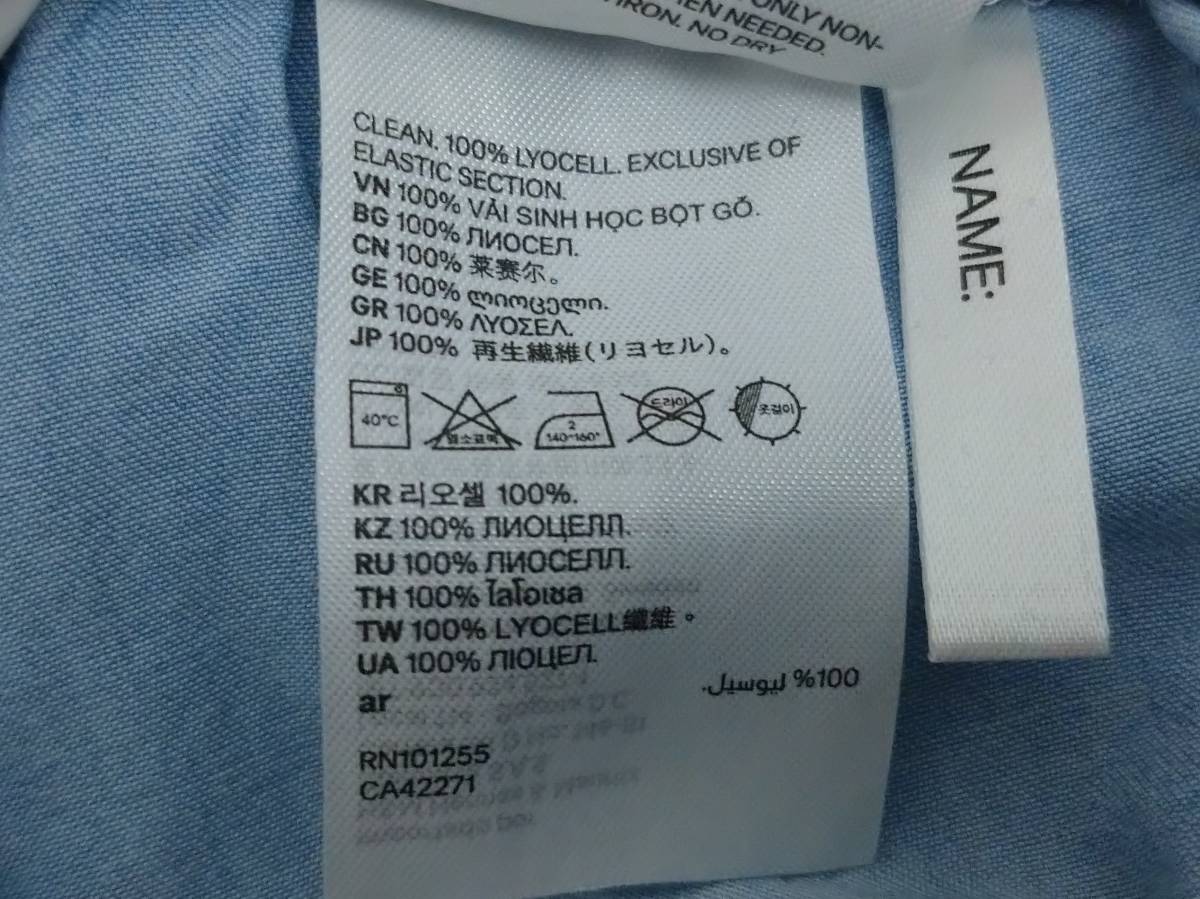 ONLY NON-
HEN NEEDED.
IRON. NO DRY
CLEAN. 100% LYOCELL. EXCLUSIVE OF
ELASTIC SECTION.
VN 100% VẢI SINH HỌC BỘT GỖ.
BG 100% ЛИОСЕЛ.
CN 100% 莱赛尔。
GE 100% ლიოცელი.
GR 100% ΛΥΟΣΕΛ.
JP 100% 再生繊維(リヨセル)。
40°C
염소표백
2
140~160°
드라이
옷걸이
KR 리오셀 100%.
KZ 100% ЛИОЦЕЛЛ.
RU 100% ЛИОСЕЛЛ.
TH 100% ไลโอเซล
TW 100% LYOCELL纖維。
UA 100% ЛІОЦЕЛ.
ar
100% ليوسيل.
RN101255
CA42271
NAME: